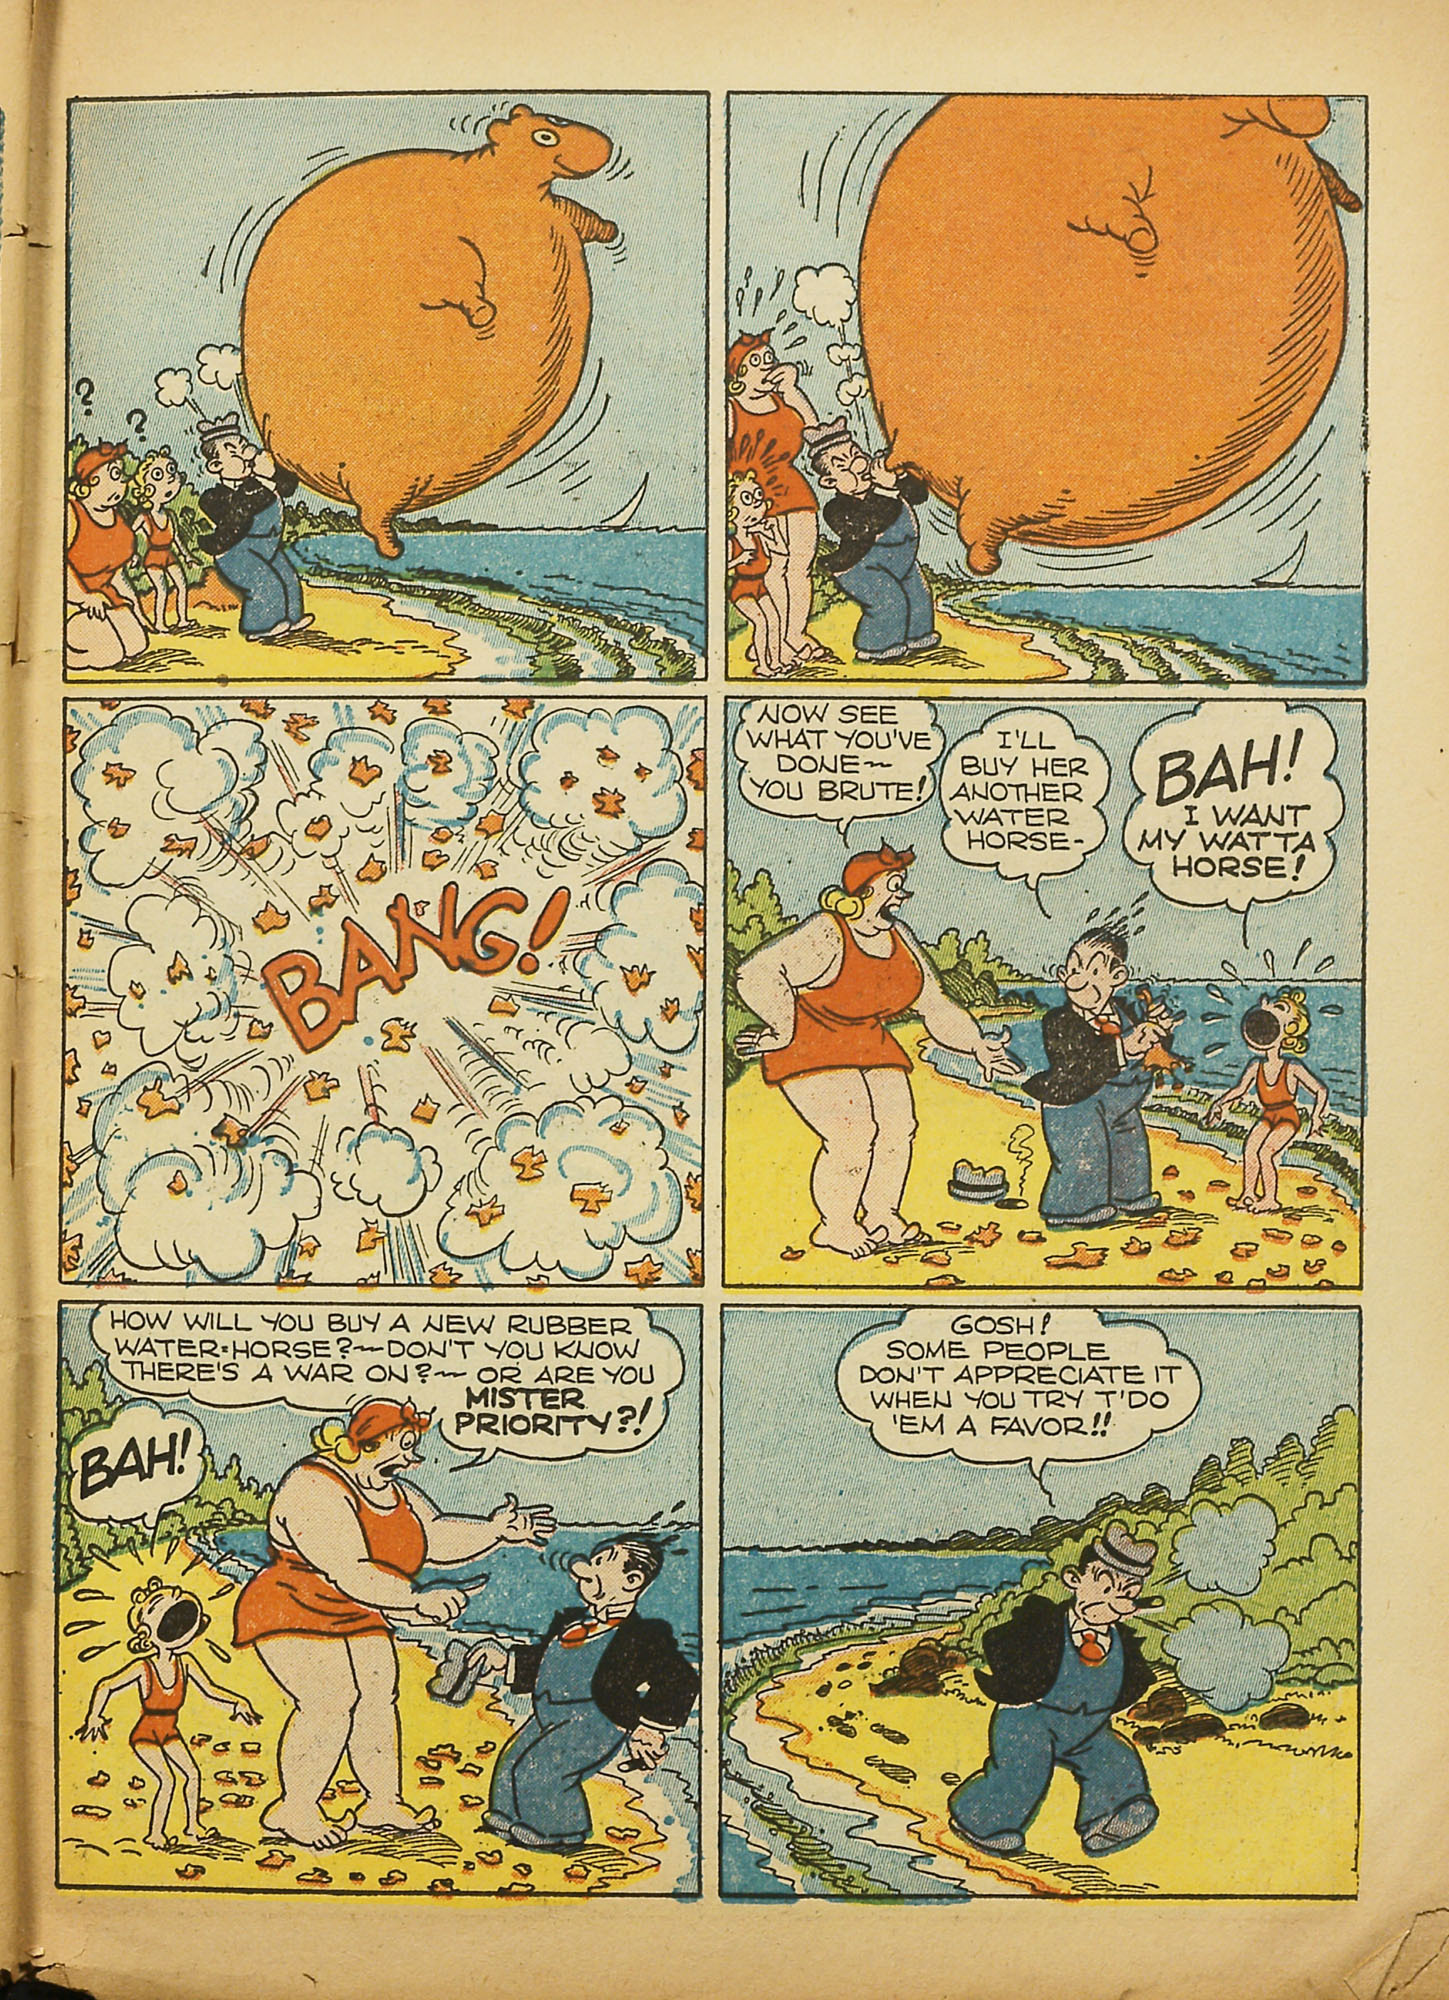 ?
?
BANG!
NOW SEE
WHAT YOU'VE
DONE~
YOU BRUTE!
I'LL
BUY HER
ANOTHER
WATER
HORSE-
BAH!
I WANT
MY WATTA
HORSE!
HOW WILL YOU BUY A NEW RUBBER
WATER-HORSE?~DON'T YOU KNOW
THERE'S A WAR ON?~OR ARE YOU
MISTER
PRIORITY?!
BAH!
GOSH!
SOME PEOPLE
DON'T APPRECIATE IT
WHEN YOU TRY T'DO
'EM A FAVOR!!